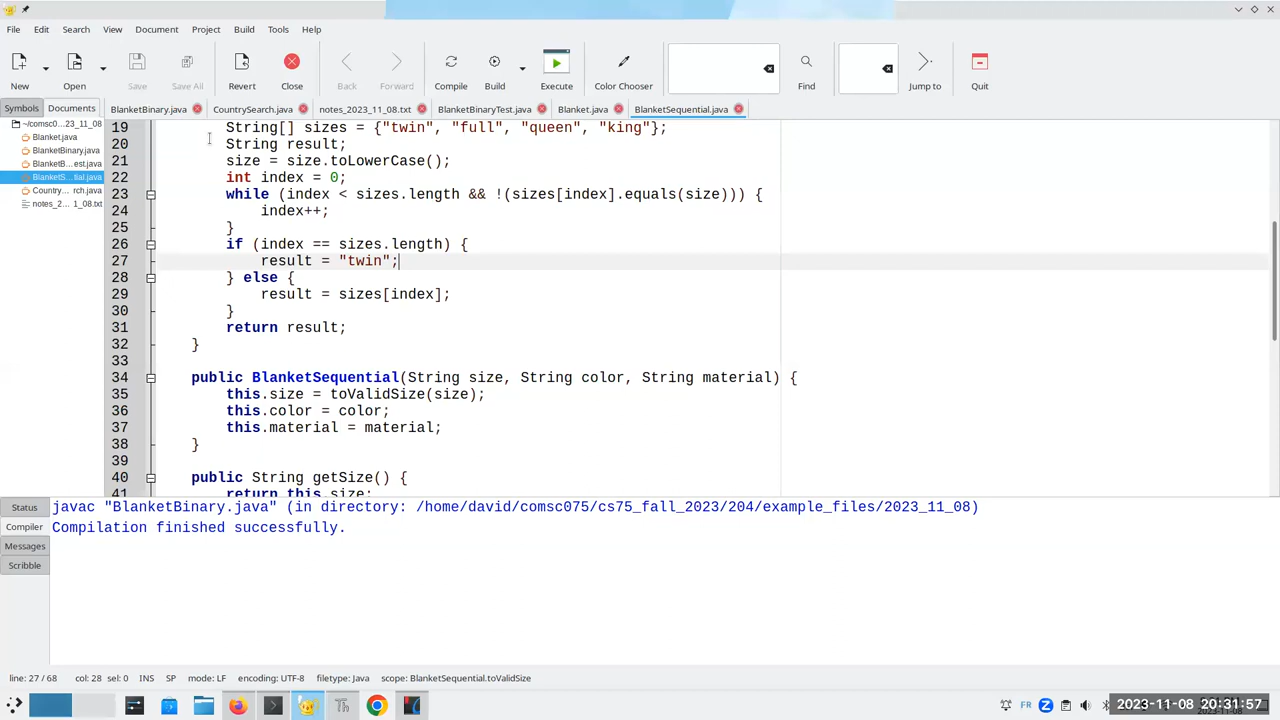 File Edit Search View Document Project Build Tools Help
New Open Save Save All Revert Close Back Forward Compile Build Execute Color Chooser Find Jump to Quit
Symbols Documents BlanketBinary.java CountrySearch.java notes_2023_11_08.txt BlanketBinaryTest.java Blanket.java BlanketSequential.java
~/comsc0...23_11_08
Blanket.java
BlanketBinary.java
BlanketB...est.java
BlanketS...tial.java
Country...rch.java
notes_2...1_08.txt
19 String[] sizes = {"twin", "full", "queen", "king"};
20 String result;
21 size = size.toLowerCase();
22 int index = 0;
23 while (index < sizes.length && !(sizes[index].equals(size))) {
24 index++;
25 }
26 if (index == sizes.length) {
27 result = "twin";
28 } else {
29 result = sizes[index];
30 }
31 return result;
32 }
33
34 public BlanketSequential(String size, String color, String material) {
35 this.size = toValidSize(size);
36 this.color = color;
37 this.material = material;
38 }
39
40 public String getSize() {
41 return this.size;
Status
Compiler
Messages
Scribble
javac "BlanketBinary.java" (in directory: /home/david/comsc075/cs75_fall_2023/204/example_files/2023_11_08)
Compilation finished successfully.
line: 27 / 68 col: 28 sel: 0 INS SP mode: LF encoding: UTF-8 filetype: Java scope: BlanketSequential.toValidSize
FR 2023-11-08 20:31:57